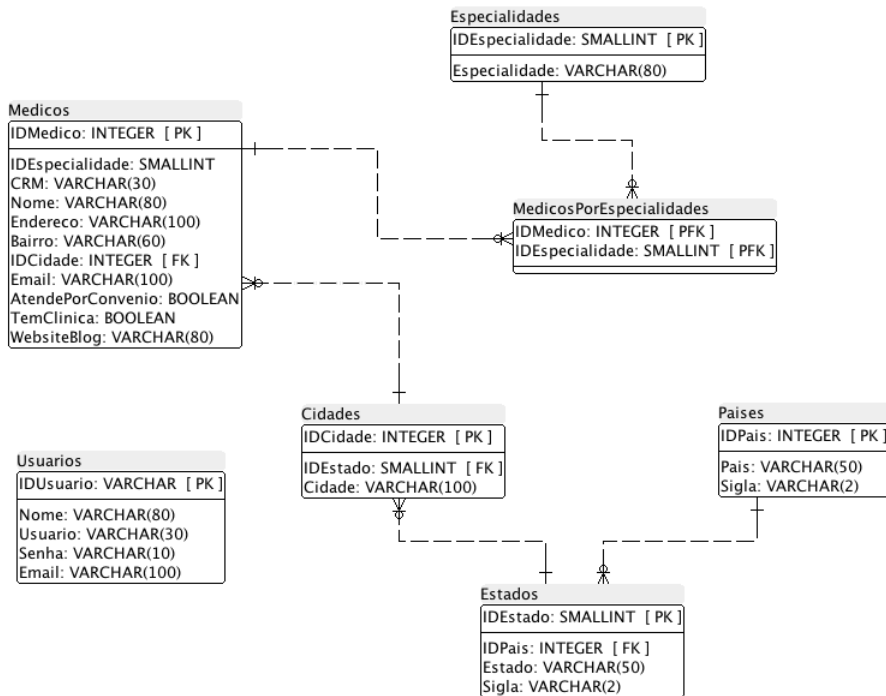 Especialidades
IDEspecialidade: SMALLINT [ PK ]
Especialidade: VARCHAR(80)
Medicos
IDMedico: INTEGER [ PK ]
IDEspecialidade: SMALLINT
CRM: VARCHAR(30)
Nome: VARCHAR(80)
Endereco: VARCHAR(100)
Bairro: VARCHAR(60)
IDCidade: INTEGER [ FK ]
Email: VARCHAR(100)
AtendePorConvenio: BOOLEAN
TemClinica: BOOLEAN
WebsiteBlog: VARCHAR(80)
MedicosPorEspecialidades
IDMedico: INTEGER [ PFK ]
IDEspecialidade: SMALLINT [ PFK ]
Cidades
IDCidade: INTEGER [ PK ]
IDEstado: SMALLINT [ FK ]
Cidade: VARCHAR(100)
Paises
IDPais: INTEGER [ PK ]
Pais: VARCHAR(50)
Sigla: VARCHAR(2)
Usuarios
IDUsuario: VARCHAR [ PK ]
Nome: VARCHAR(80)
Usuario: VARCHAR(30)
Senha: VARCHAR(10)
Email: VARCHAR(100)
Estados
IDEstado: SMALLINT [ PK ]
IDPais: INTEGER [ FK ]
Estado: VARCHAR(50)
Sigla: VARCHAR(2)